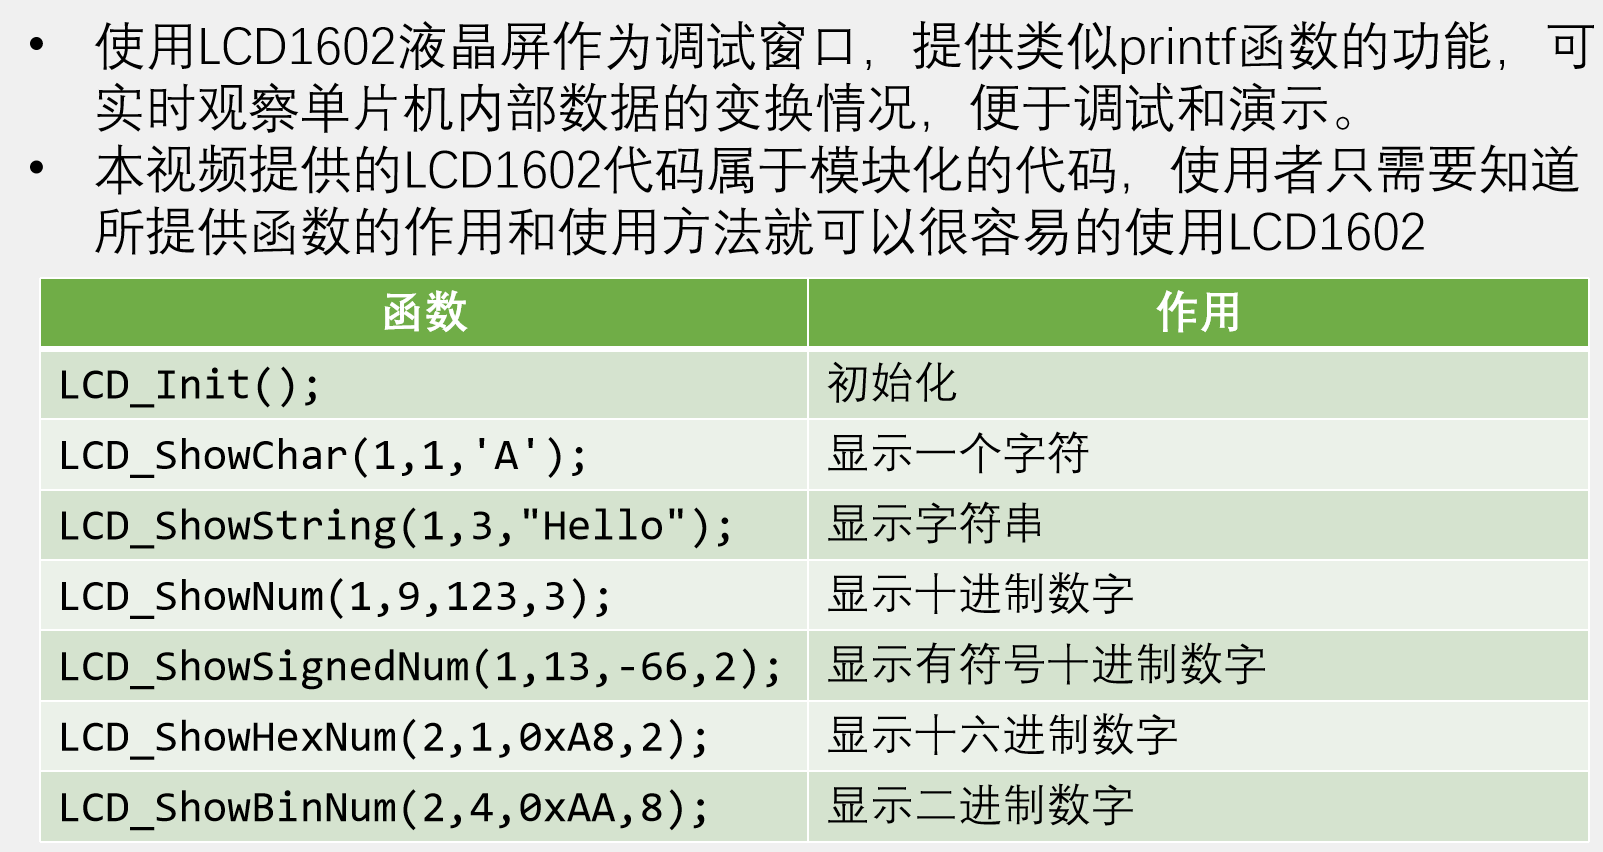 • 使用LCD1602液晶屏作为调试窗口，提供类似printf函数的功能，可
实时观察单片机内部数据的变换情况，便于调试和演示。
• 本视频提供的LCD1602代码属于模块化的代码，使用者只需要知道
所提供函数的作用和使用方法就可以很容易的使用LCD1602
函数 作用
LCD_Init(); 初始化
LCD_ShowChar(1,1,'A'); 显示一个字符
LCD_ShowString(1,3,"Hello"); 显示字符串
LCD_ShowNum(1,9,123,3); 显示十进制数字
LCD_ShowSignedNum(1,13,-66,2); 显示有符号十进制数字
LCD_ShowHexNum(2,1,0xA8,2); 显示十六进制数字
LCD_ShowBinNum(2,4,0xAA,8); 显示二进制数字